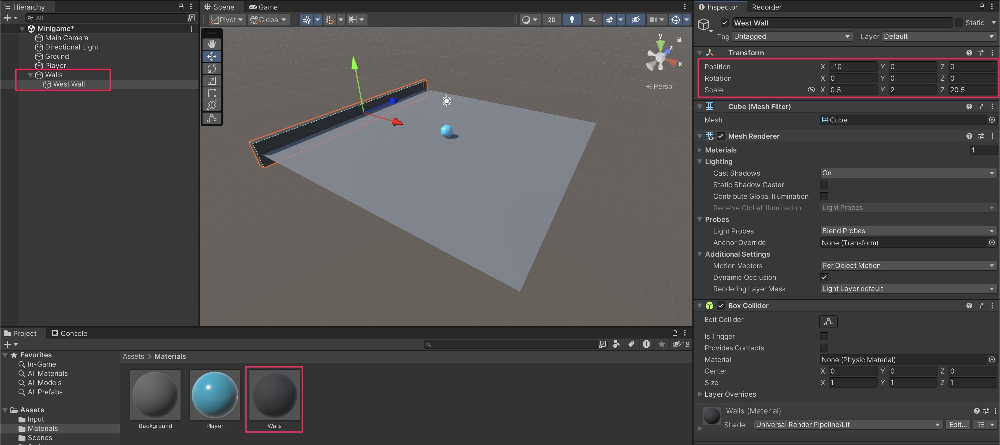 Hierarchy
All
Minigame*
Main Camera
Directional Light
Ground
Player
Walls
West Wall
Scene
Game
Pivot
Global
2D
y
z
x
Persp
Inspector
Recorder
West Wall
Static
Tag Untagged
Layer Default
Transform
Position X -10 Y 0 Z 0
Rotation X 0 Y 0 Z 0
Scale X 0.5 Y 2 Z 20.5
Cube (Mesh Filter)
Mesh Cube
Mesh Renderer
Materials 1
Lighting
Cast Shadows On
Static Shadow Caster
Contribute Global Illumination
Receive Global Illumination Light Probes
Probes
Light Probes Blend Probes
Anchor Override None (Transform)
Additional Settings
Motion Vectors Per Object Motion
Dynamic Occlusion
Rendering Layer Mask Light Layer default
Box Collider
Edit Collider
Is Trigger
Provides Contacts
Material None (Physic Material)
Center X 0 Y 0 Z 0
Size X 1 Y 1 Z 1
Layer Overrides
Walls (Material)
Shader Universal Render Pipeline/Lit Edit...
Project
Console
18
Favorites
In-Game
All Materials
All Models
All Prefabs
Assets
Input
Materials
Scenes
Assets > Materials
Background
Player
Walls